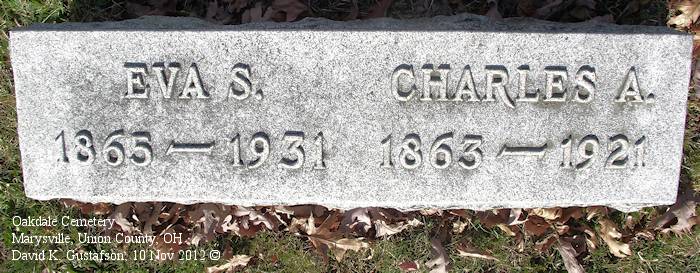 EVA S. CHARLES A.
1865 — 1931 1863 — 1921
Oakdale Cemetery
Marysville, Union County, OH
David K. Gustafson, 10 Nov 2012 ©